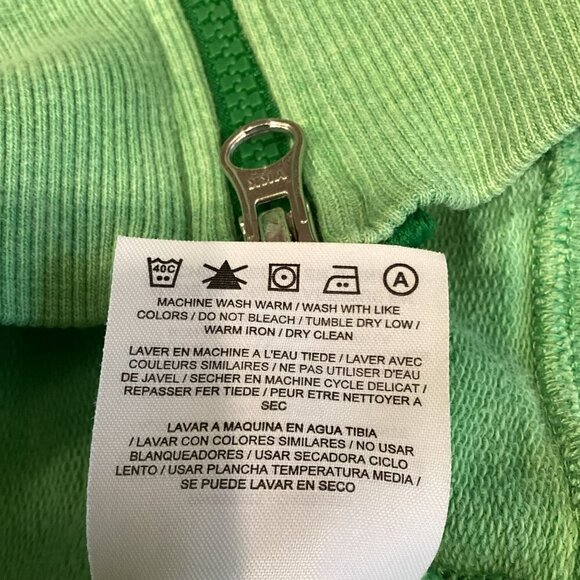 40C
A
MACHINE WASH WARM / WASH WITH LIKE
COLORS / DO NOT BLEACH / TUMBLE DRY LOW /
WARM IRON / DRY CLEAN
LAVER EN MACHINE A L'EAU TIEDE / LAVER AVEC
COULEURS SIMILAIRES / NE PAS UTILISER D'EAU
DE JAVEL / SECHER EN MACHINE CYCLE DELICAT /
REPASSER FER TIEDE / PEUR ETRE NETTOYER A
SEC
LAVAR A MAQUINA EN AGUA TIBIA
/ LAVAR CON COLORES SIMILARES / NO USAR
BLANQUEADORES / USAR SECADORA CICLO
LENTO / USAR PLANCHA TEMPERATURA MEDIA /
SE PUEDE LAVAR EN SECO